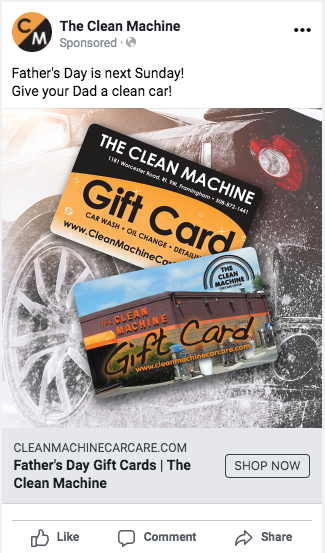 CM
The Clean Machine
Sponsored ·
Father's Day is next Sunday!
Give your Dad a clean car!
THE CLEAN MACHINE
1181 Worcester Road, Rt. 9W, Framingham • 508-872-1441
Gift Card
CAR WASH • OIL CHANGE • DETAILING
www.CleanMachineCarC
THE
CLEAN
MACHINE
THE CLEAN
MACHINE
Gift Card
www.cleanmachinecarcare.com
CLEANMACHINECARCARE.COM
Father's Day Gift Cards | The
Clean Machine
SHOP NOW
Like
Comment
Share